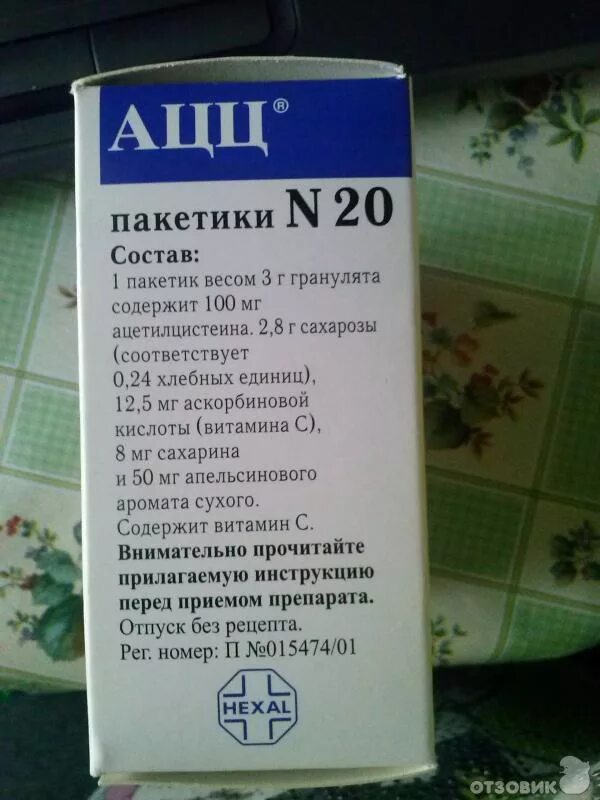 АЦЦ®
пакетики N 20
Состав:
1 пакетик весом 3 г гранулята
содержит 100 мг
ацетилцистеина. 2,8 г сахарозы
(соответствует
0,24 хлебных единиц),
12,5 мг аскорбиновой
кислоты (витамина С),
8 мг сахарина
и 50 мг апельсинового
аромата сухого.
Содержит витамин С.
Внимательно прочитайте
прилагаемую инструкцию
перед приемом препарата.
Отпуск без рецепта.
Рег. номер: П №015474/01
HEXAL
ОТЗОВИК